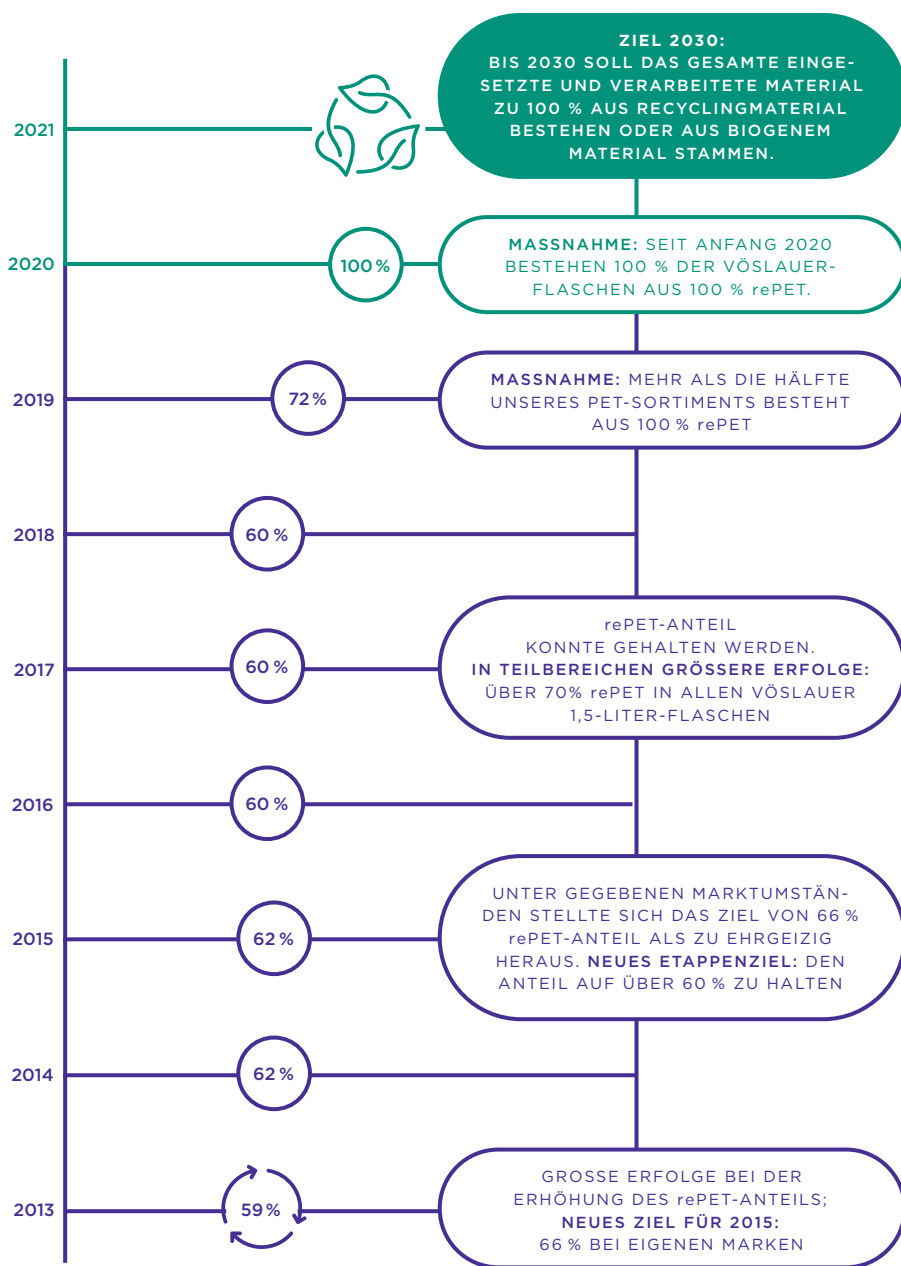 ZIEL 2030:
BIS 2030 SOLL DAS GESAMTE EINGE-
SETZTE UND VERARBEITETE MATERIAL
ZU 100 % AUS RECYCLINGMATERIAL
BESTEHEN ODER AUS BIOGENEM
MATERIAL STAMMEN.
2021
MASSNAHME: SEIT ANFANG 2020
BESTEHEN 100 % DER VÖSLAUER-
FLASCHEN AUS 100 % rePET.
2020
100 %
MASSNAHME: MEHR ALS DIE HÄLFTE
UNSERES PET-SORTIMENTS BESTEHT
AUS 100 % rePET
2019
72 %
2018
60 %
rePET-ANTEIL
KONNTE GEHALTEN WERDEN.
IN TEILBEREICHEN GRÖSSERE ERFOLGE:
ÜBER 70% rePET IN ALLEN VÖSLAUER
1,5-LITER-FLASCHEN
2017
60 %
2016
60 %
UNTER GEGEBENEN MARKTUMSTÄN-
DEN STELLTE SICH DAS ZIEL VON 66 %
rePET-ANTEIL ALS ZU EHRGEIZIG
HERAUS. NEUES ETAPPENZIEL: DEN
ANTEIL AUF ÜBER 60 % ZU HALTEN
2015
62 %
2014
62 %
GROSSE ERFOLGE BEI DER
ERHÖHUNG DES rePET-ANTEILS;
NEUES ZIEL FÜR 2015:
66 % BEI EIGENEN MARKEN
2013
59 %